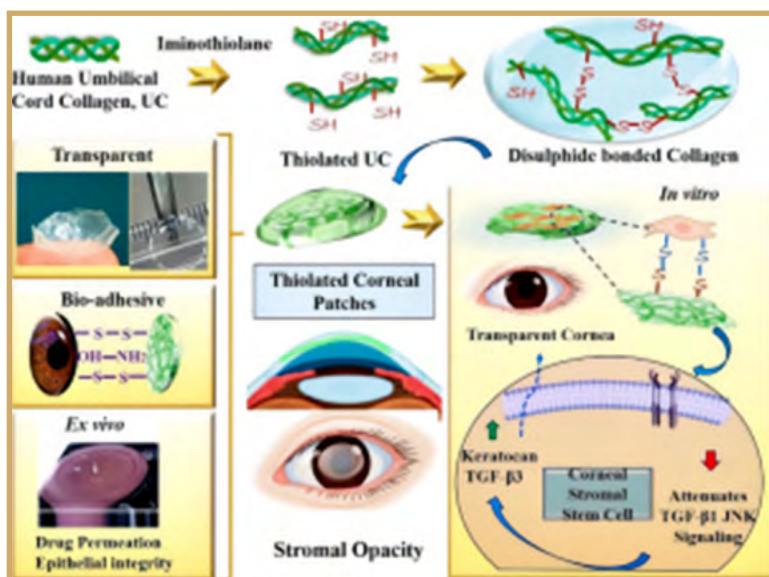 Iminothiolane
Human Umbilical
Cord Collagen, UC
SH
SH
SH
SH
SH
Thiolated UC
SH
SH
S
S
S
S
S-S
Disulphide bonded Collagen
Transparent
Bio-adhesive
S — S
OH—NH2
S — S
Ex vivo
Drug Permeation
Epithelial integrity
Thiolated Corneal
Patches
Stromal Opacity
In vitro
S
S
S
S
Transparent Cornea
Keratocan
TGF-β3
Corneal
Stromal
Stem Cell
Attenuates
TGF-β1 JNK
Signaling